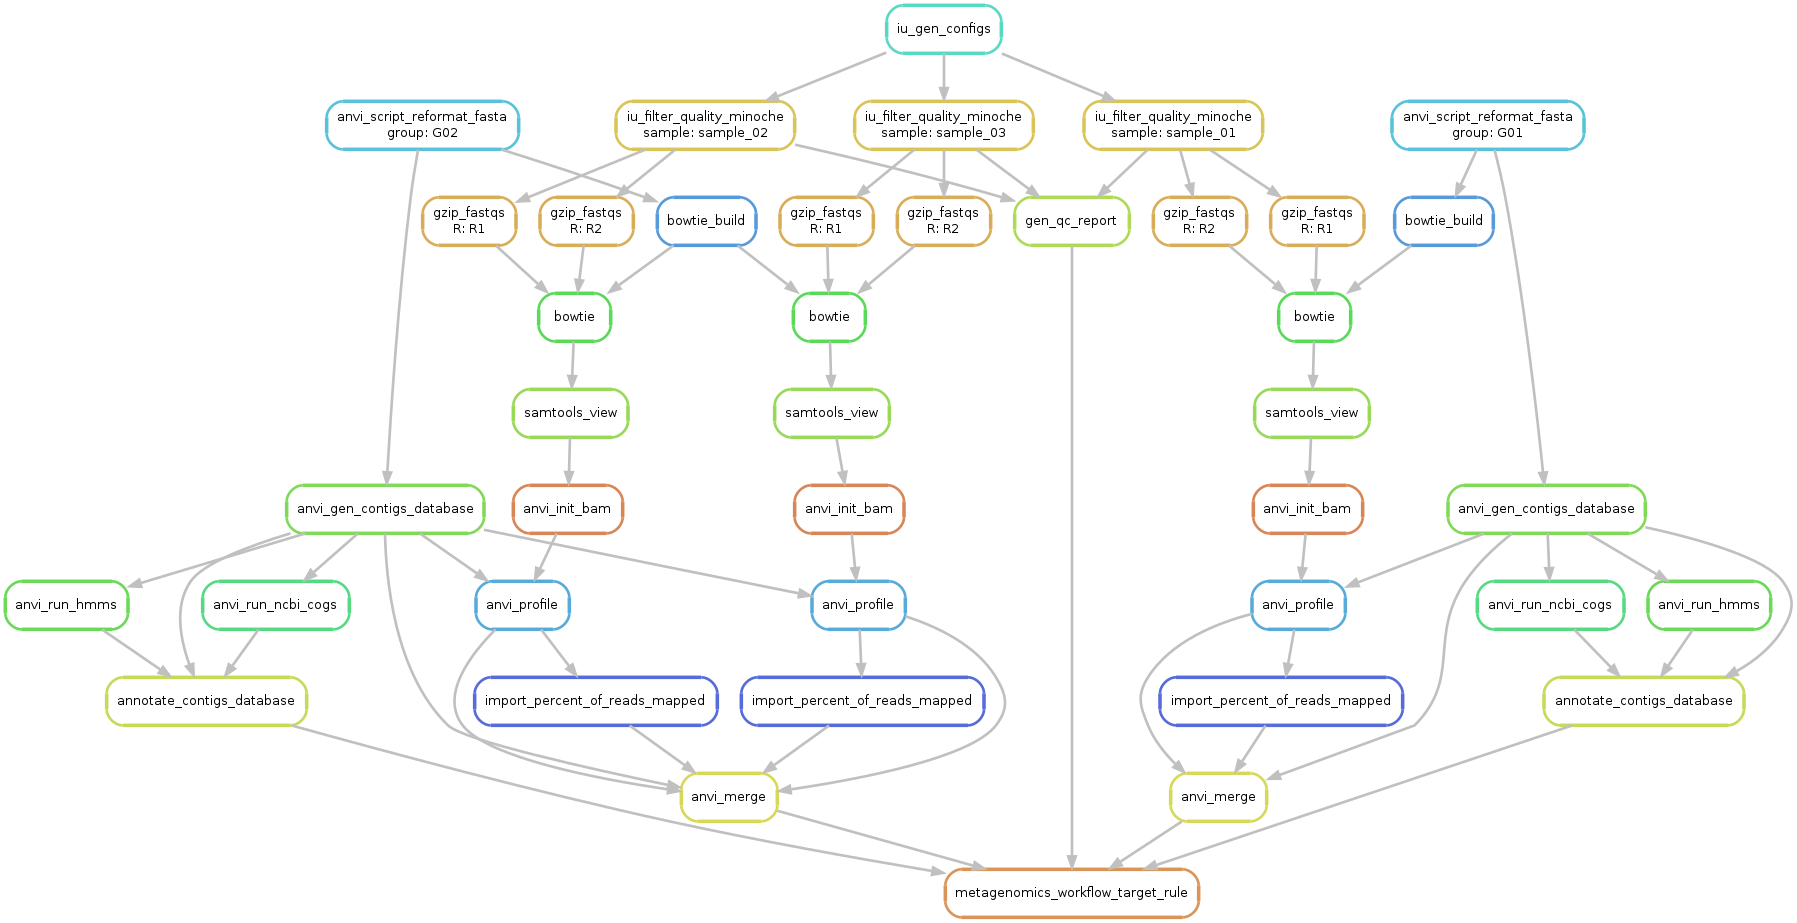 iu_gen_configs
anvi_script_reformat_fasta
group: G02
iu_filter_quality_minoche
sample: sample_02
iu_filter_quality_minoche
sample: sample_03
iu_filter_quality_minoche
sample: sample_01
anvi_script_reformat_fasta
group: G01
gzip_fastqs
R: R1
gzip_fastqs
R: R2
bowtie_build
gzip_fastqs
R: R1
gzip_fastqs
R: R2
gen_qc_report
gzip_fastqs
R: R2
gzip_fastqs
R: R1
bowtie_build
bowtie
bowtie
bowtie
samtools_view
samtools_view
samtools_view
anvi_gen_contigs_database
anvi_init_bam
anvi_init_bam
anvi_init_bam
anvi_gen_contigs_database
anvi_run_hmms
anvi_run_ncbi_cogs
anvi_profile
anvi_profile
anvi_profile
anvi_run_ncbi_cogs
anvi_run_hmms
annotate_contigs_database
import_percent_of_reads_mapped
import_percent_of_reads_mapped
import_percent_of_reads_mapped
annotate_contigs_database
anvi_merge
anvi_merge
metagenomics_workflow_target_rule